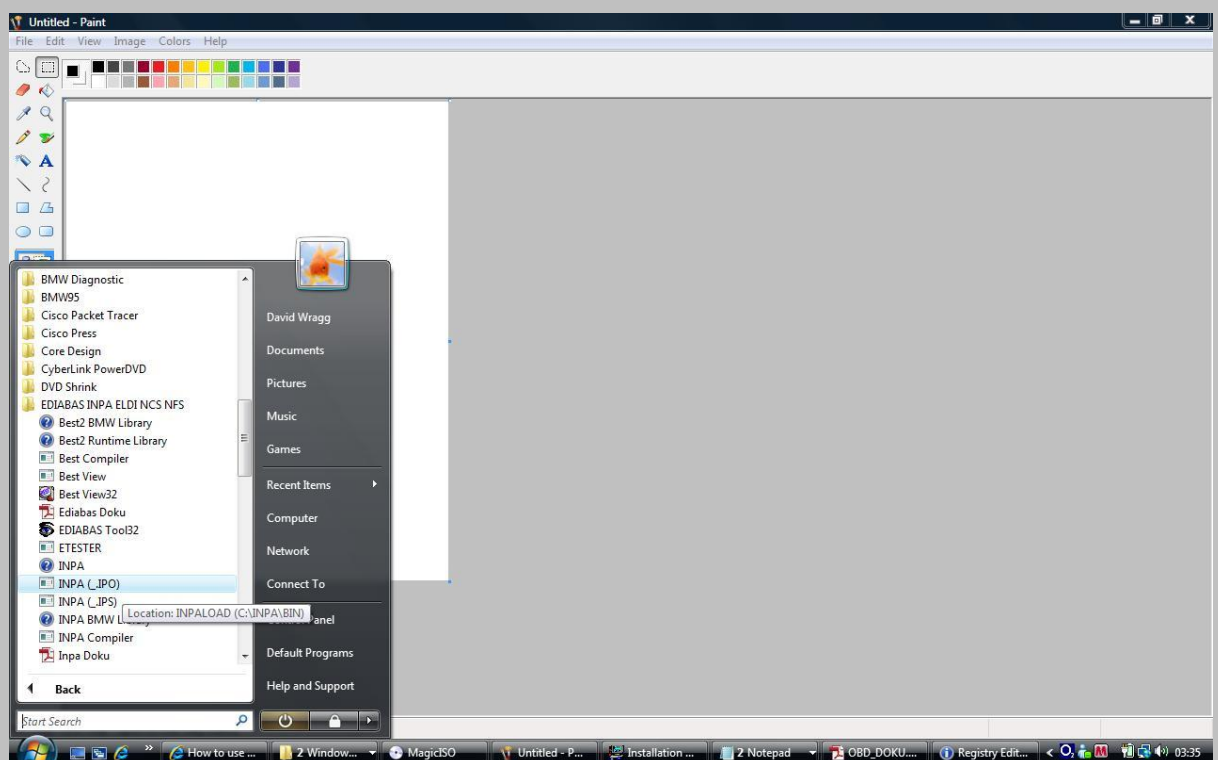 Untitled - Paint
File Edit View Image Colors Help
A
BMW Diagnostic
BMW95
Cisco Packet Tracer
Cisco Press
Core Design
CyberLink PowerDVD
DVD Shrink
EDIABAS INPA ELDI NCS NFS
Best2 BMW Library
Best2 Runtime Library
Best Compiler
Best View
Best View32
Ediabas Doku
EDIABAS Tool32
ETESTER
INPA
INPA (_.IPO)
INPA (_.IPS)
Location: INPALOAD (C:\INPA\BIN)
INPA BMW
INPA Compiler
Inpa Doku
Back
Start Search
David Wragg
Documents
Pictures
Music
Games
Recent Items
Computer
Network
Connect To
Panel
Default Programs
Help and Support
How to use ... 2 Window... MagicISO Untitled - P... Installation ... 2 Notepad OBD_DOKU.... Registry Edit... 03:35